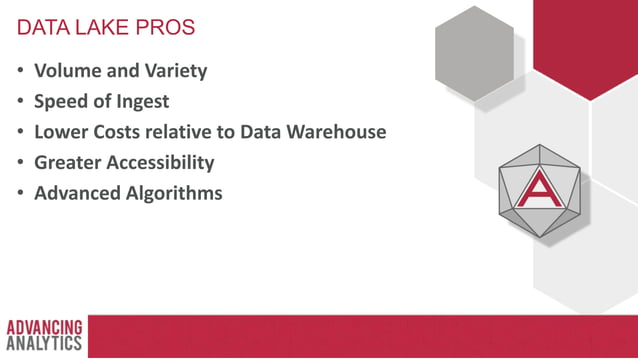 DATA LAKE PROS
• Volume and Variety
• Speed of Ingest
• Lower Costs relative to Data Warehouse
• Greater Accessibility
• Advanced Algorithms
A
ADVANCING
ANALYTICS